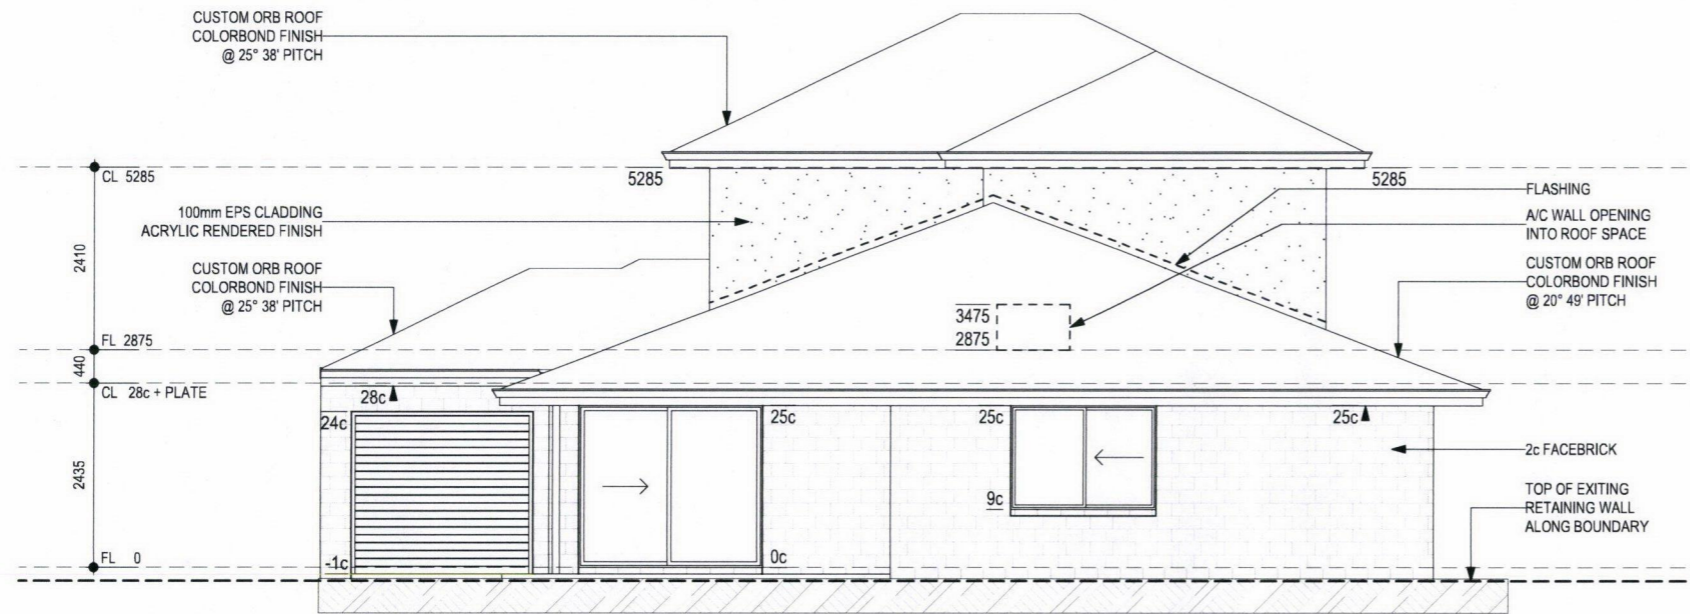 CUSTOM ORB ROOF
COLORBOND FINISH
@ 25° 38' PITCH
CL 5285
5285
5285
100mm EPS CLADDING
ACRYLIC RENDERED FINISH
FLASHING
A/C WALL OPENING
INTO ROOF SPACE
2410
CUSTOM ORB ROOF
COLORBOND FINISH
@ 25° 38' PITCH
CUSTOM ORB ROOF
COLORBOND FINISH
@ 20° 49' PITCH
3475
2875
FL 2875
440
CL 28c + PLATE
28c
24c
25c
25c
25c
2c FACEBRICK
2435
9c
TOP OF EXITING
RETAINING WALL
ALONG BOUNDARY
FL 0
-1c
0c